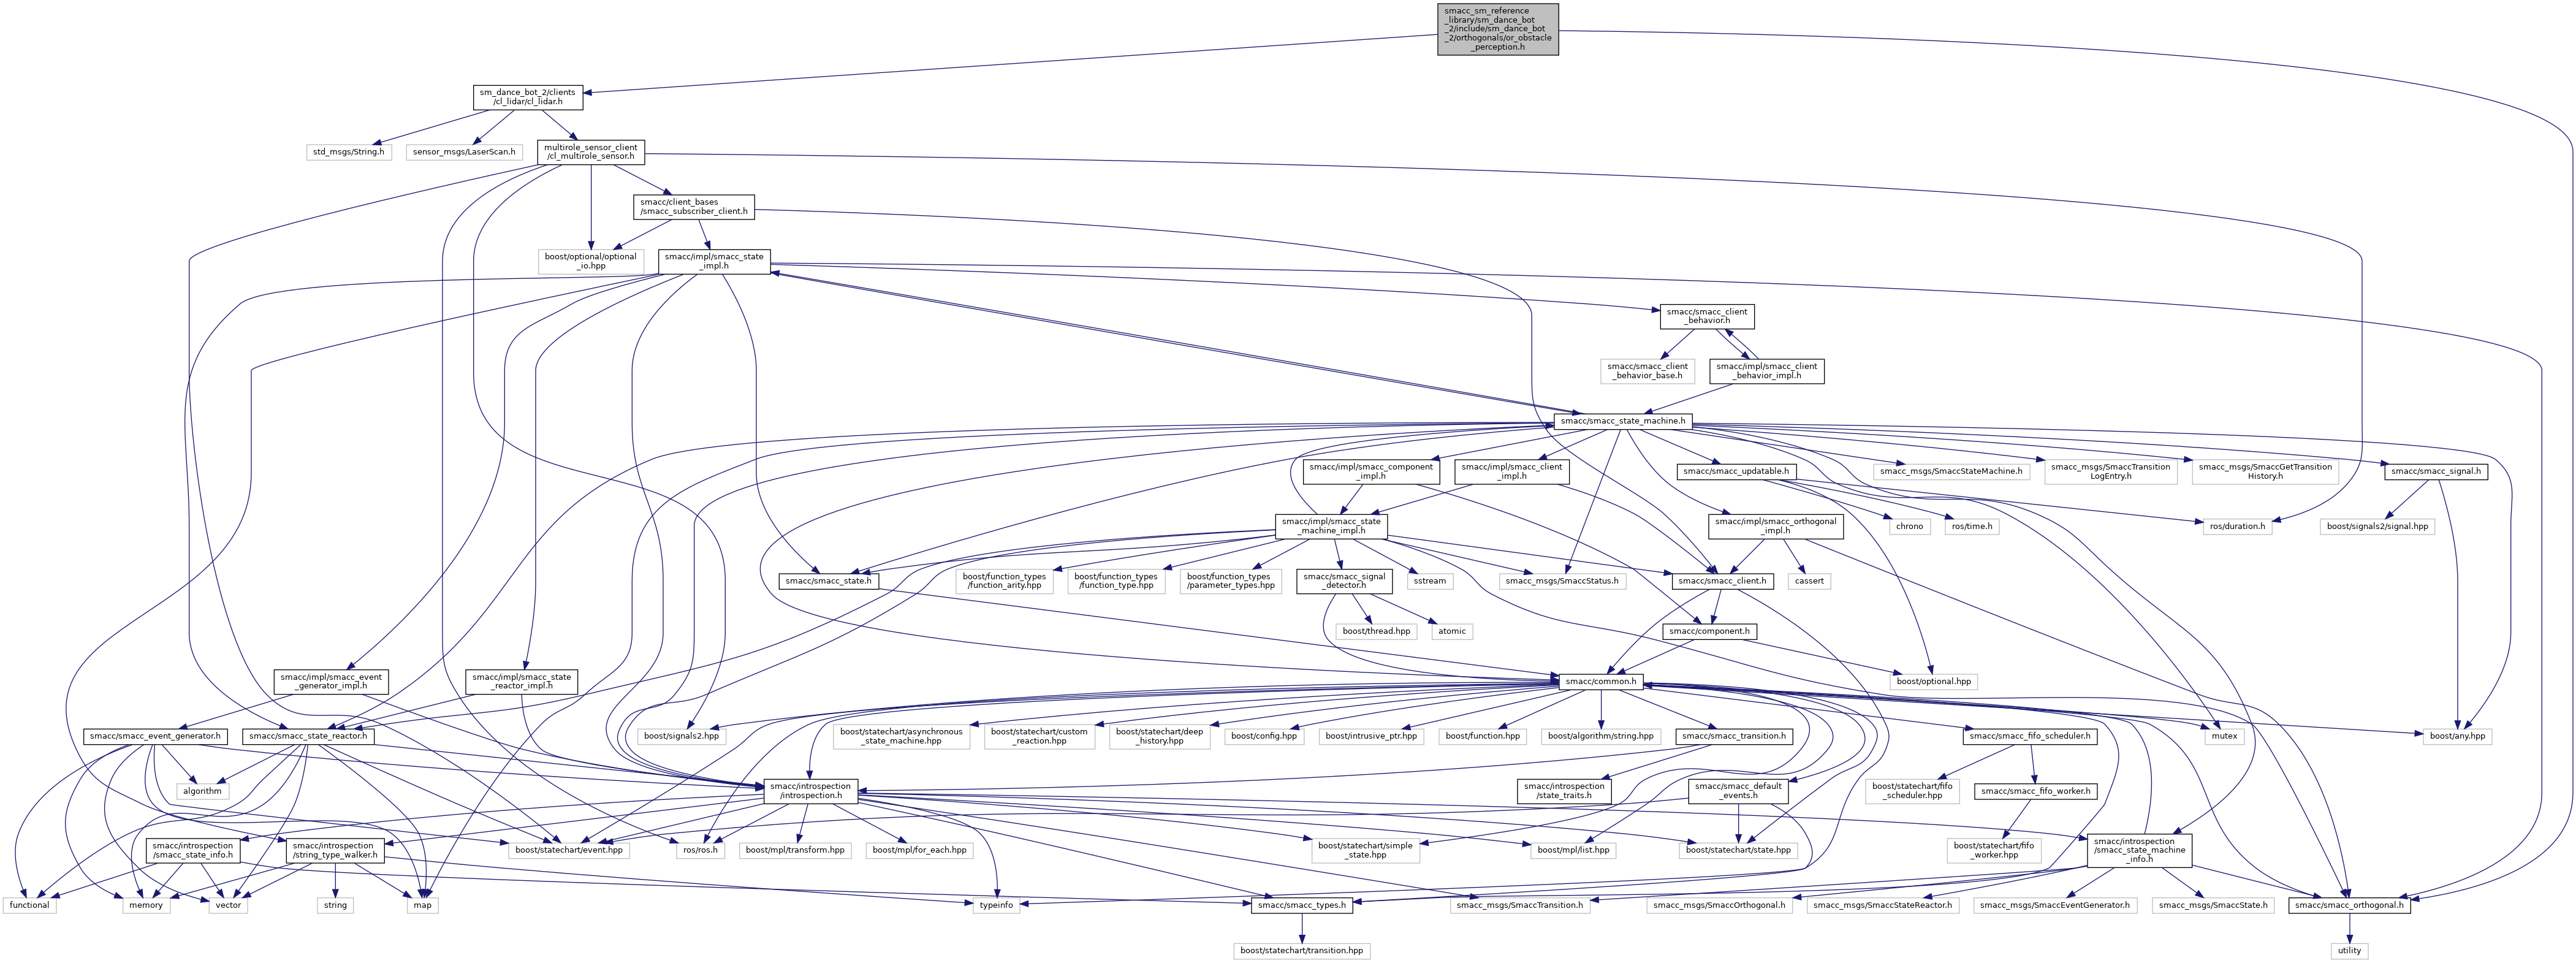 smacc_sm_reference
_library/sm_dance_bot
_2/include/sm_dance_bot
_2/orthogonals/or_obstacle
_perception.h
sm_dance_bot_2/clients
/cl_lidar/cl_lidar.h
std_msgs/String.h
sensor_msgs/LaserScan.h
multirole_sensor_client
/cl_multirole_sensor.h
smacc/client_bases
/smacc_subscriber_client.h
boost/optional/optional
_io.hpp
smacc/impl/smacc_state
_impl.h
smacc/smacc_client
_behavior.h
smacc/smacc_client
_behavior_base.h
smacc/impl/smacc_client
_behavior_impl.h
smacc/smacc_state_machine.h
smacc/impl/smacc_component
_impl.h
smacc/impl/smacc_client
_impl.h
smacc/smacc_updatable.h
smacc_msgs/SmaccStateMachine.h
smacc_msgs/SmaccTransition
LogEntry.h
smacc_msgs/SmaccGetTransition
History.h
smacc/smacc_signal.h
smacc/impl/smacc_state
_machine_impl.h
smacc/impl/smacc_orthogonal
_impl.h
chrono
ros/time.h
ros/duration.h
boost/signals2/signal.hpp
smacc/smacc_state.h
boost/function_types
/function_arity.hpp
boost/function_types
/function_type.hpp
boost/function_types
/parameter_types.hpp
smacc/smacc_signal
_detector.h
sstream
smacc_msgs/SmaccStatus.h
smacc/smacc_client.h
cassert
boost/thread.hpp
atomic
smacc/component.h
smacc/impl/smacc_event
_generator_impl.h
smacc/impl/smacc_state
_reactor_impl.h
smacc/common.h
boost/optional.hpp
smacc/smacc_event_generator.h
smacc/smacc_state_reactor.h
boost/signals2.hpp
boost/statechart/asynchronous
_state_machine.hpp
boost/statechart/custom
_reaction.hpp
boost/statechart/deep
_history.hpp
boost/config.hpp
boost/intrusive_ptr.hpp
boost/function.hpp
boost/algorithm/string.hpp
smacc/smacc_transition.h
smacc/smacc_fifo_scheduler.h
mutex
boost/any.hpp
algorithm
smacc/introspection
/introspection.h
smacc/introspection
/state_traits.h
smacc/smacc_default
_events.h
boost/statechart/fifo
_scheduler.hpp
smacc/smacc_fifo_worker.h
smacc/introspection
/smacc_state_info.h
smacc/introspection
/string_type_walker.h
boost/statechart/event.hpp
ros/ros.h
boost/mpl/transform.hpp
boost/mpl/for_each.hpp
boost/statechart/simple
_state.hpp
boost/mpl/list.hpp
boost/statechart/state.hpp
boost/statechart/fifo
_worker.hpp
smacc/introspection
/smacc_state_machine
_info.h
functional
memory
vector
string
map
typeinfo
smacc/smacc_types.h
smacc_msgs/SmaccTransition.h
smacc_msgs/SmaccOrthogonal.h
smacc_msgs/SmaccStateReactor.h
smacc_msgs/SmaccEventGenerator.h
smacc_msgs/SmaccState.h
smacc/smacc_orthogonal.h
boost/statechart/transition.hpp
utility